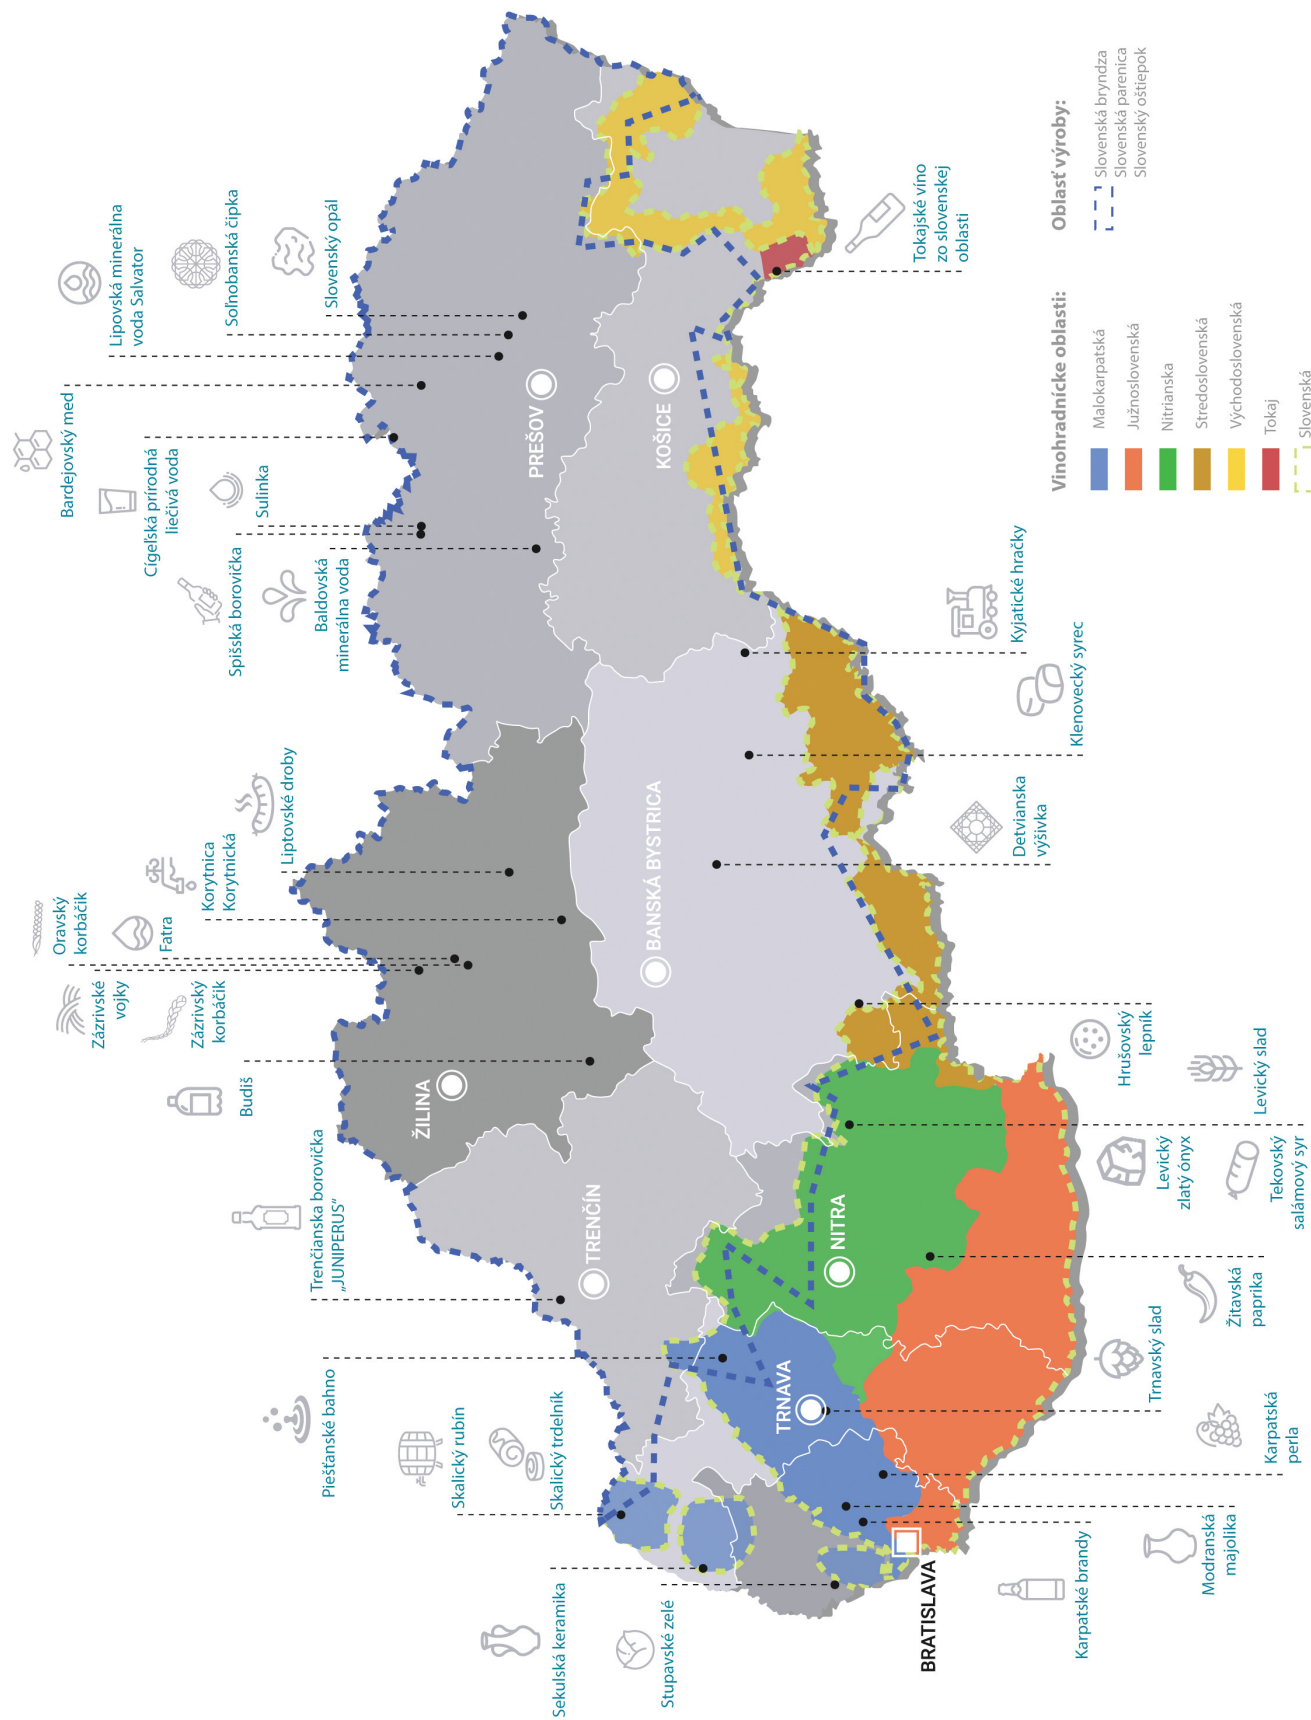 Bardejovský med
Lipovská minerálna
voda Salvator
Soľnobanská čipka
Slovenský opál
Cígeľská prírodná
liečivá voda
Sulinka
Spišská borovička
Baldovská
minerálna voda
Liptovské droby
Korytnica
Korytnická
Oravský
korbáčik
Fatra
Zázrivské
vojky
Zázrivský
korbáčik
Budiš
Trenčianska borovička
„JUNIPERUS“
Piešťanské bahno
Skalický rubín
Skalický trdelník
Sekulská keramika
Stupavské zelé
PREŠOV
KOŠICE
ŽILINA
BANSKÁ BYSTRICA
TRENČÍN
NITRA
TRNAVA
BRATISLAVA
Karpatské brandy
Modranská
majolika
Karpatská
perla
Trnavský slad
Žitavská
paprika
Levický
zlatý ónyx
Tekovský
salámový syr
Levický slad
Hrušovský
lepník
Detvianska
výšivka
Klenovecký syrec
Kyjatické hračky
Tokajské víno
zo slovenskej
oblasti
Vinohradnícke oblasti:
Malokarpatská
Južnoslovenská
Nitrianska
Stredoslovenská
Východoslovenská
Tokaj
Slovenská
Oblasť výroby:
Slovenská bryndza
Slovenská parenica
Slovenský oštiepok